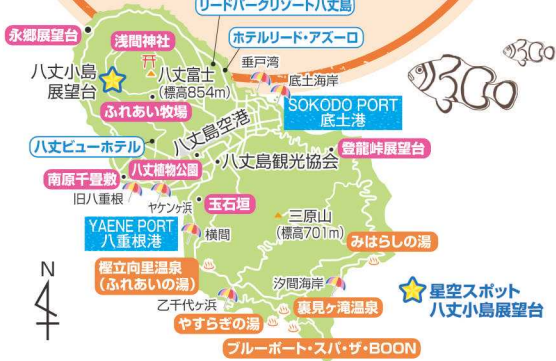 リードパークリゾート八丈島
永郷展望台
浅間神社
ホテルリード・アズーロ
垂戸湾
八丈小島
展望台
八丈富士
(標高854m)
底土海岸
ふれあい牧場
SOKODO PORT
底土港
八丈島空港
八丈ビューホテル
登龍峠展望台
八丈植物公園
八丈島観光協会
南原千畳敷
旧八重根
ヤケンヶ浜
玉石垣
YAENE PORT
八重根港
横間
三原山
(標高701m)
みはらしの湯
N
樫立向里温泉
(ふれあいの湯)
汐間海岸
星空スポット
八丈小島展望台
乙千代ヶ浜
裏見ヶ滝温泉
やすらぎの湯
ブルーポート・スパ・ザ・BOON